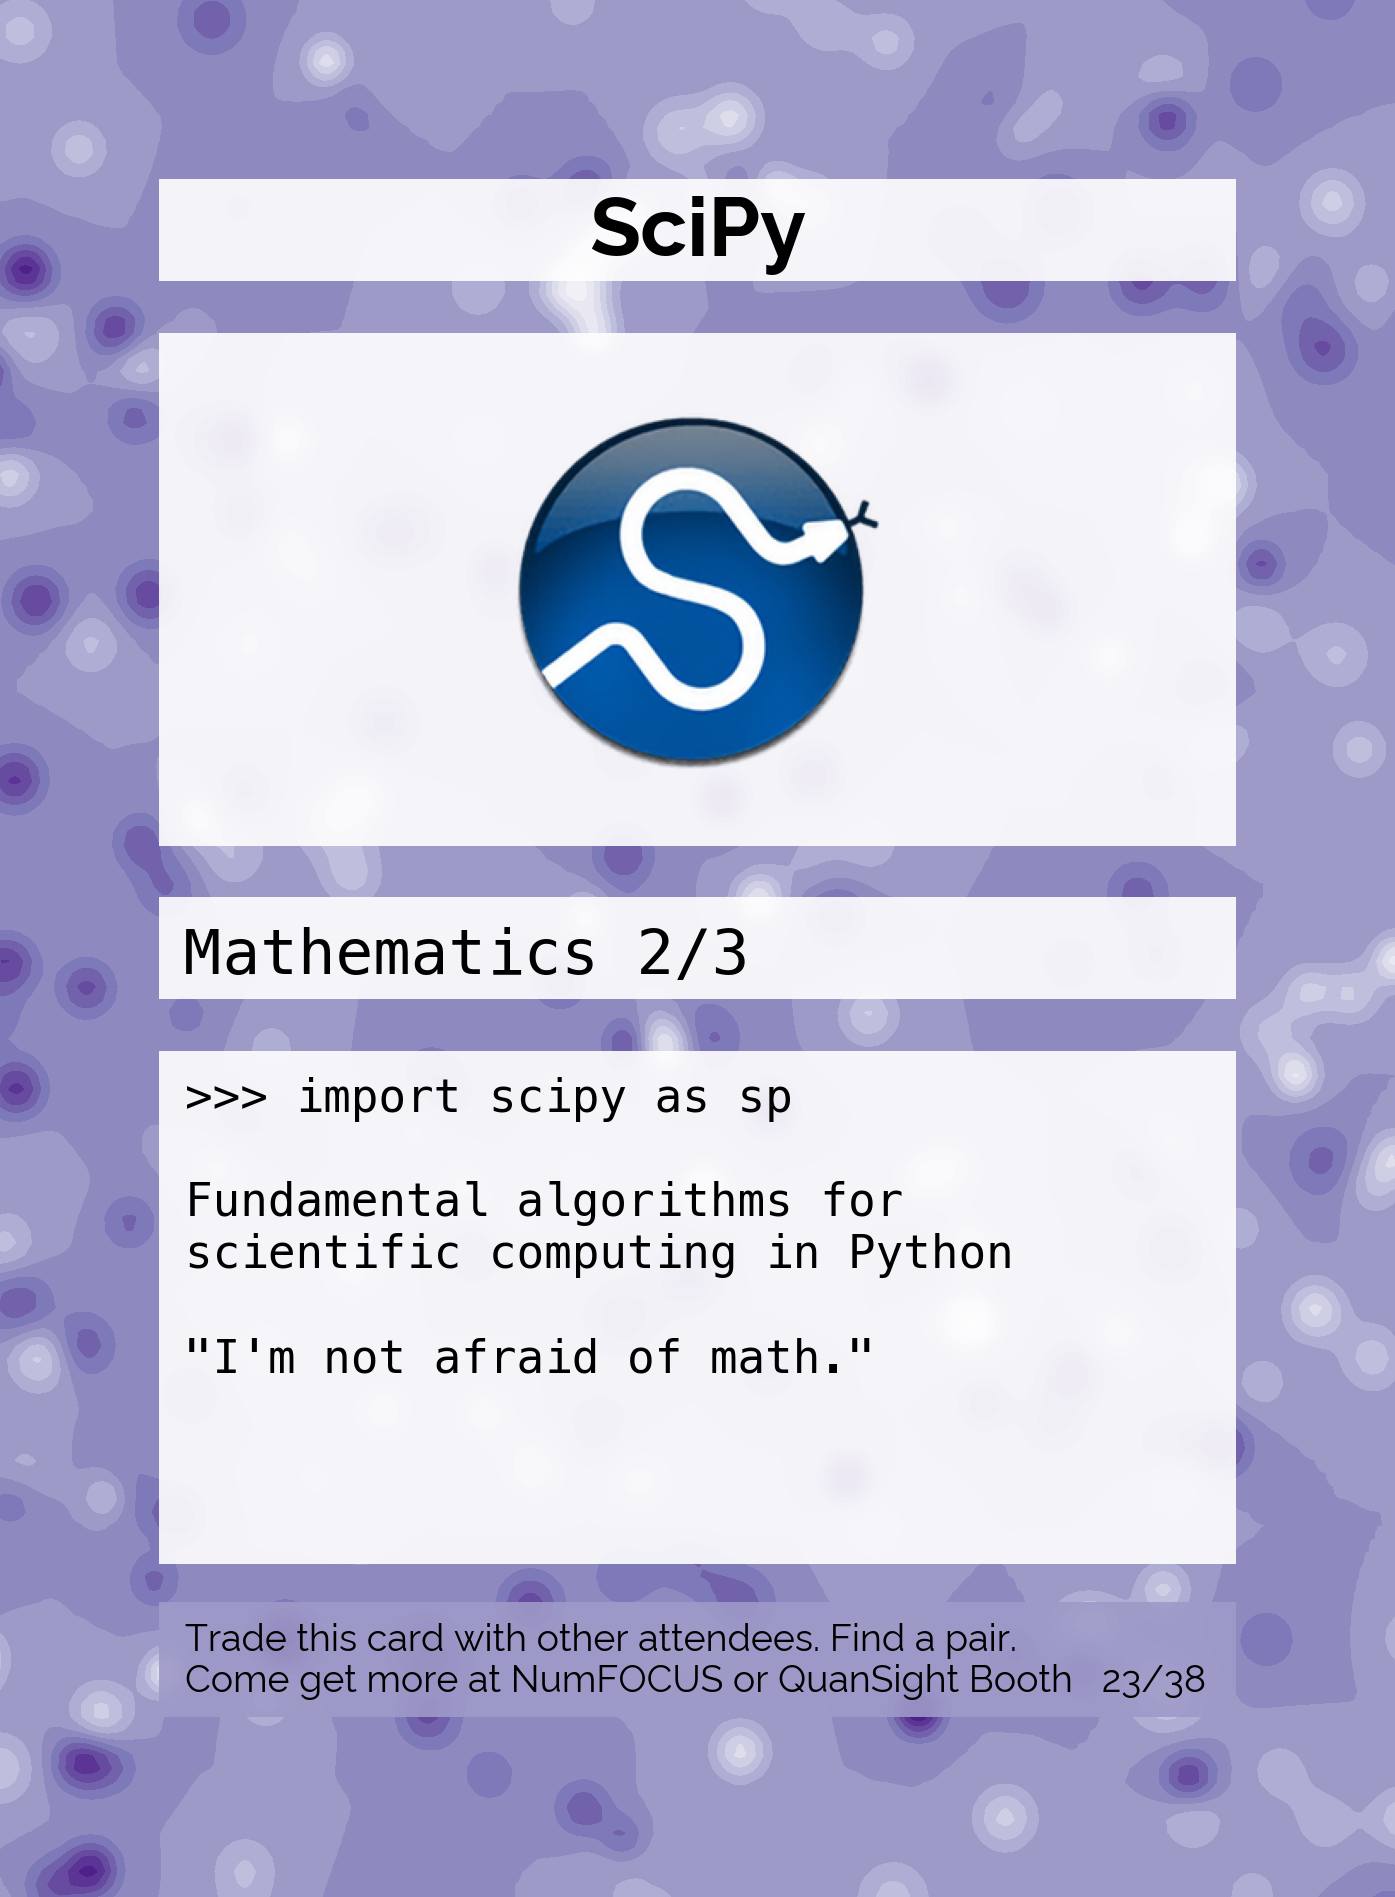 SciPy
Mathematics 2/3
>>> import scipy as sp
Fundamental algorithms for
scientific computing in Python
"I'm not afraid of math."
Trade this card with other attendees. Find a pair.
Come get more at NumFOCUS or QuanSight Booth 23/38